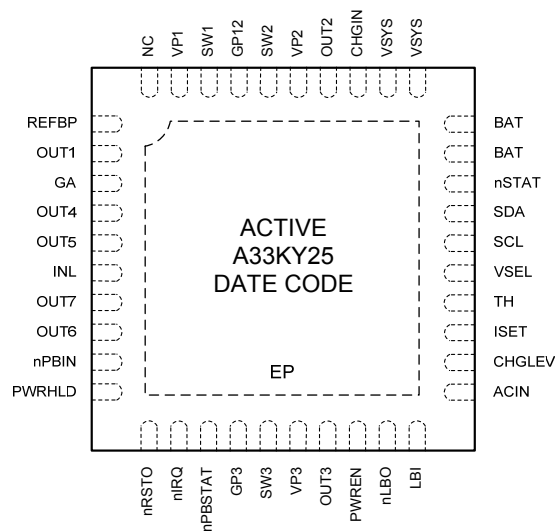 NC
VP1
SW1
GP12
SW2
VP2
OUT2
CHGIN
VSYS
VSYS
REFBP
OUT1
GA
OUT4
OUT5
INL
OUT7
OUT6
nPBIN
PWRHLD
ACTIVE
A33KY25
DATE CODE
EP
BAT
BAT
nSTAT
SDA
SCL
VSEL
TH
ISET
CHGLEV
ACIN
nRSTO
nIRQ
nPBSTAT
GP3
SW3
VP3
OUT3
PWREN
nLBO
LBI